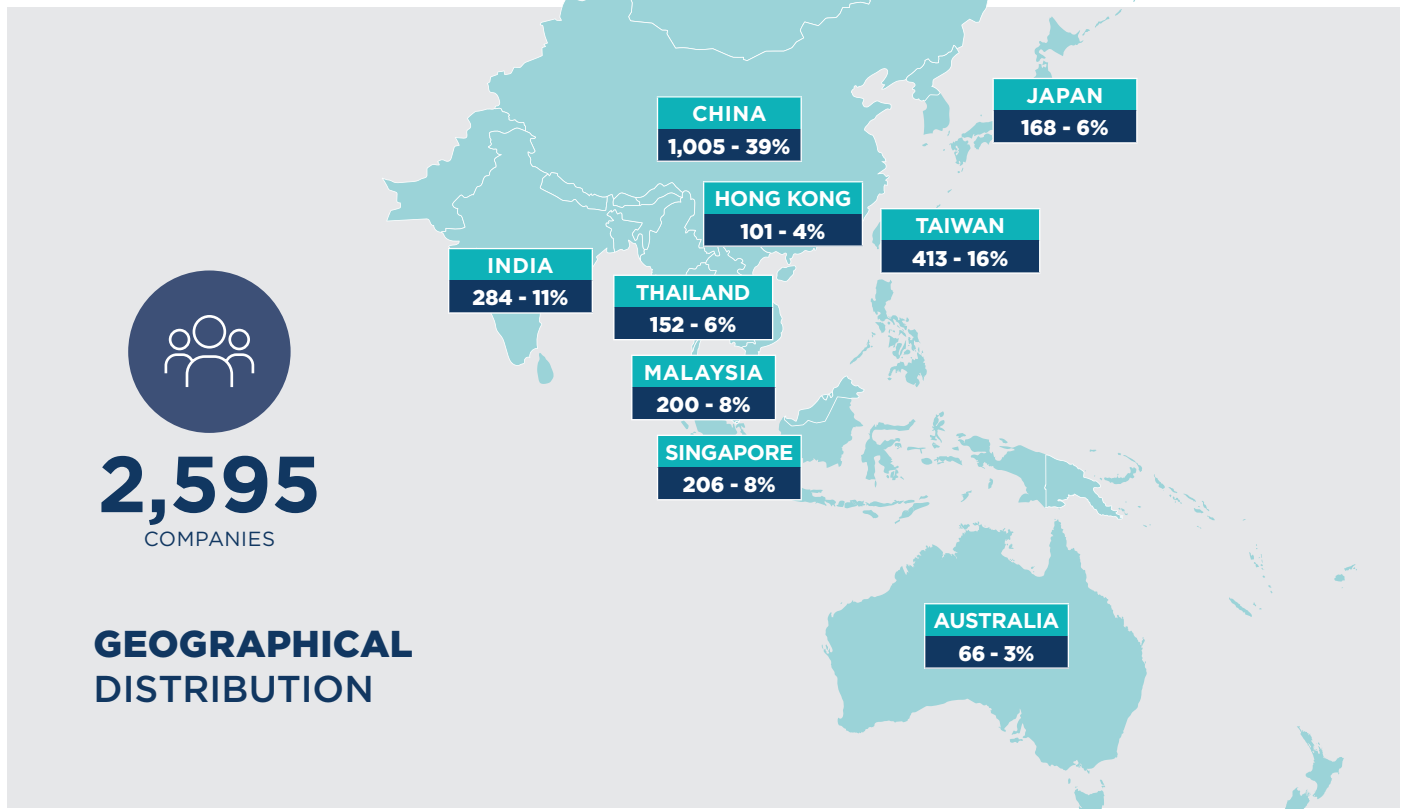 2,595
COMPANIES
GEOGRAPHICAL
DISTRIBUTION
CHINA
1,005 - 39%
JAPAN
168 - 6%
HONG KONG
101 - 4%
TAIWAN
413 - 16%
INDIA
284 - 11%
THAILAND
152 - 6%
MALAYSIA
200 - 8%
SINGAPORE
206 - 8%
AUSTRALIA
66 - 3%